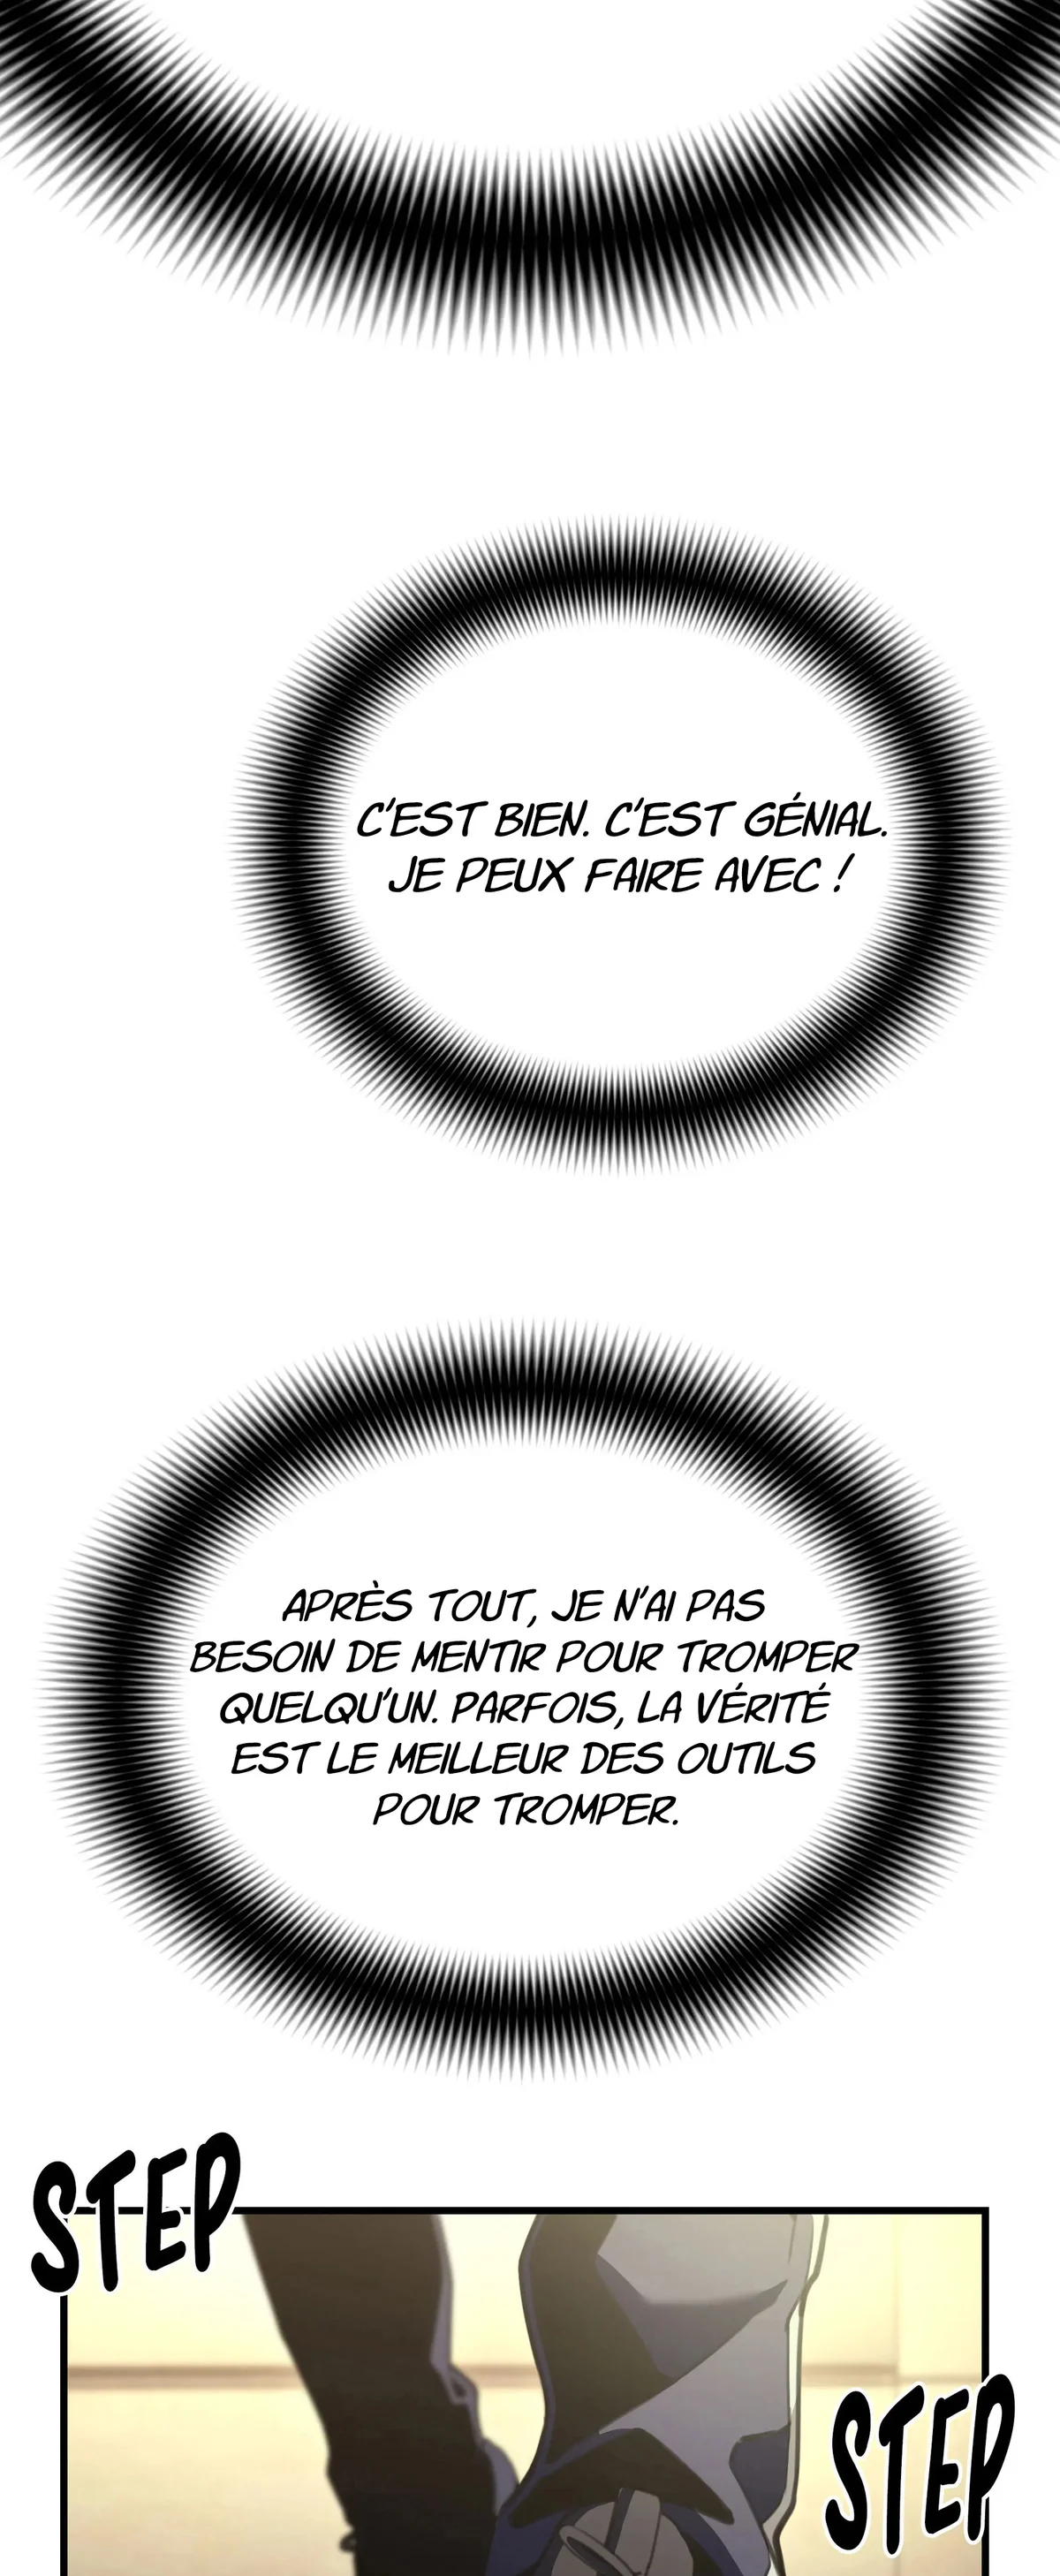 C'EST BIEN. C'EST GÉNIAL.
JE PEUX FAIRE AVEC !
APRÈS TOUT, JE N'AI PAS
BESOIN DE MENTIR POUR TROMPER
QUELQU'UN. PARFOIS, LA VÉRITÉ
EST LE MEILLEUR DES OUTILS
POUR TROMPER.
STEP
STEP